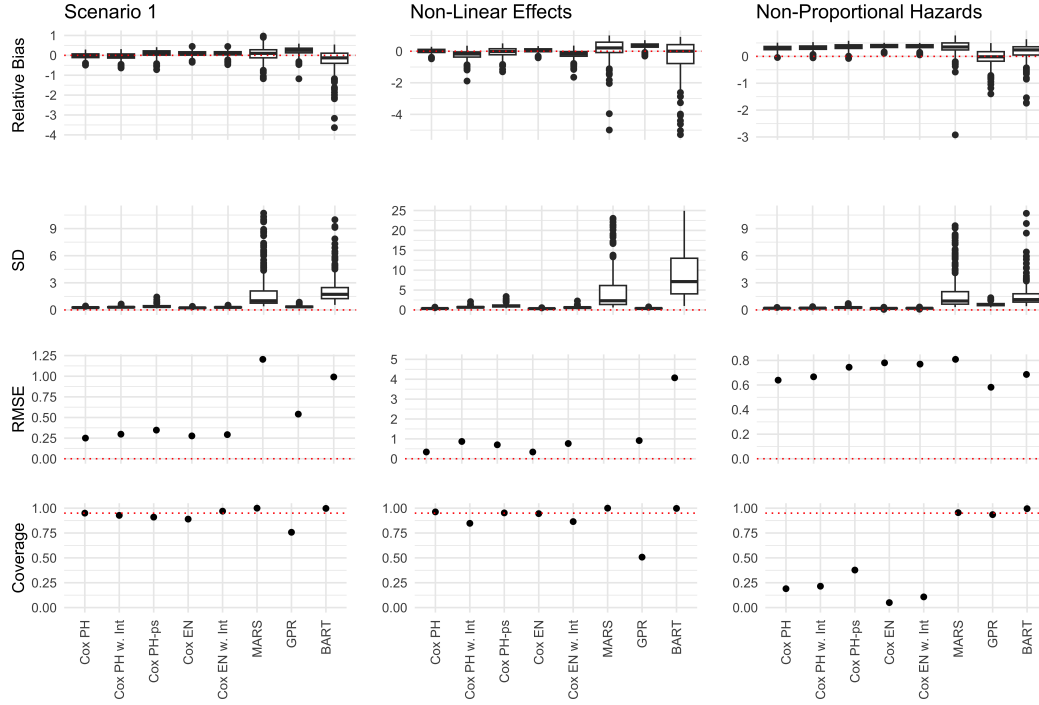 Scenario 1
Non-Linear Effects
Non-Proportional Hazards
Relative Bias
1
0
-1
-2
-3
-4
0
-2
-4
1
0
-1
-2
-3
SD
9
6
3
0
25
20
15
10
5
0
9
6
3
0
RMSE
1.25
1.00
0.75
0.50
0.25
0.00
5
4
3
2
1
0
0.8
0.6
0.4
0.2
0.0
Coverage
1.00
0.75
0.50
0.25
0.00
1.00
0.75
0.50
0.25
0.00
1.00
0.75
0.50
0.25
0.00
Cox PH
Cox PH w. Int
Cox PH-ps
Cox EN
Cox EN w. Int
MARS
GPR
BART
Cox PH
Cox PH w. Int
Cox PH-ps
Cox EN
Cox EN w. Int
MARS
GPR
BART
Cox PH
Cox PH w. Int
Cox PH-ps
Cox EN
Cox EN w. Int
MARS
GPR
BART